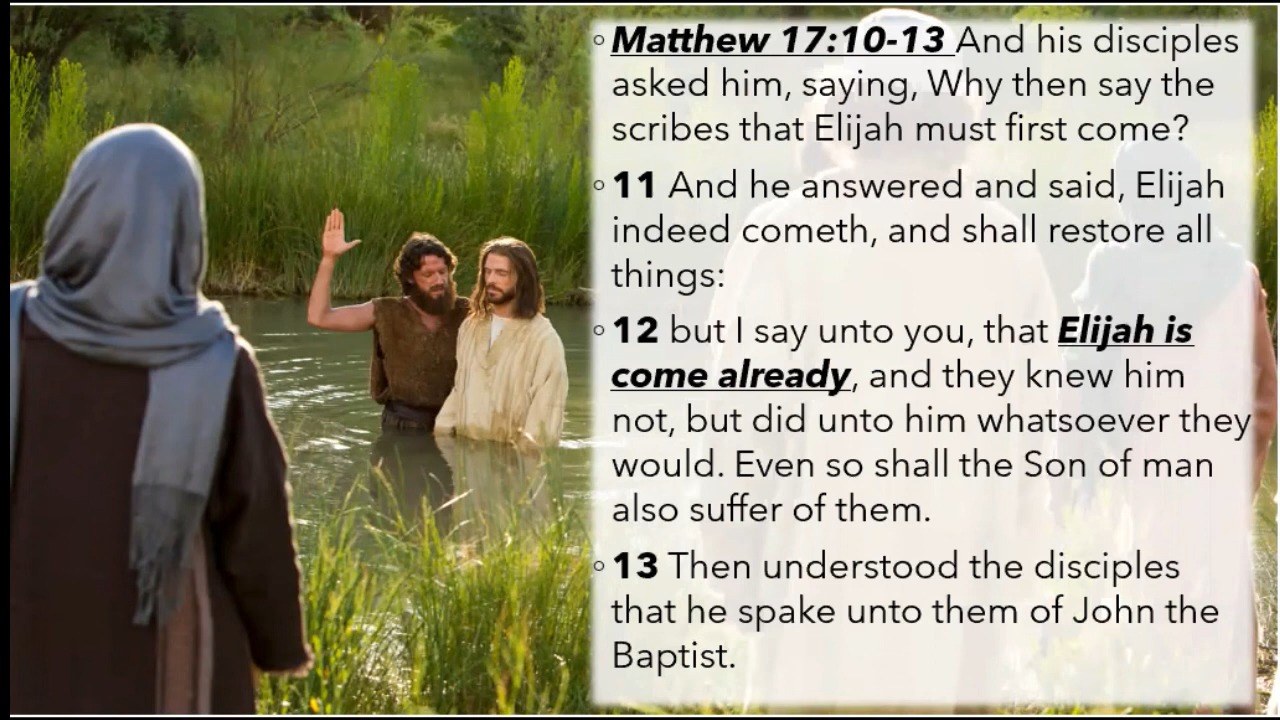 ◦ Matthew 17:10-13 And his disciples
asked him, saying, Why then say the
scribes that Elijah must first come?
◦ 11 And he answered and said, Elijah
indeed cometh, and shall restore all
things:
◦ 12 but I say unto you, that Elijah is
come already, and they knew him
not, but did unto him whatsoever they
would. Even so shall the Son of man
also suffer of them.
◦ 13 Then understood the disciples
that he spake unto them of John the
Baptist.